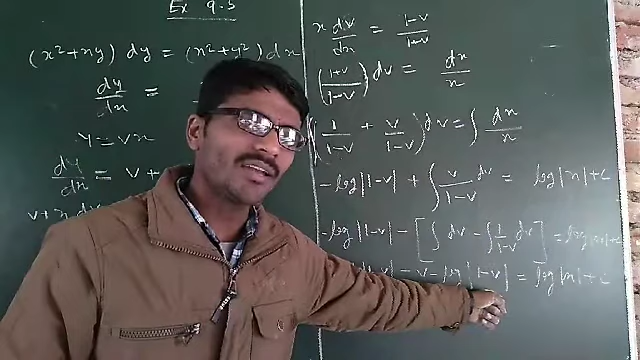 Ex 9.5
(x²+xy) dy = (x²+y²) dx
dy/dx =
y = vx
dy/dx = v +
v+x dv
x dv/dx = 1-v/1+v
(1+v/1-v) dv = dx/x
∫(1/1-v + v/1-v) dv = ∫ dx/x
-log|1-v| + ∫ v/1-v dv = log|x|+c
-log|1-v| - [∫ dv - ∫ 1/1-v dv] = log|x|+c
|1-v| - v - log|1-v| = log|x|+c